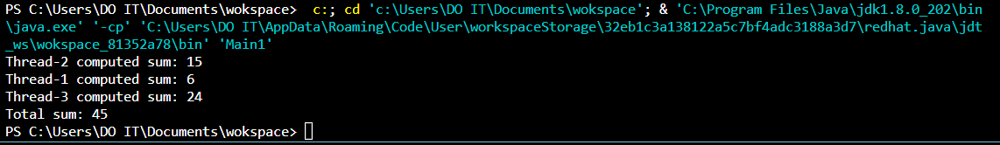 PS C:\Users\DO IT\Documents\wokspace>  c:; cd 'c:\Users\DO IT\Documents\wokspace'; & 'C:\Program Files\Java\jdk1.8.0_202\bin
\java.exe' '-cp' 'C:\Users\DO IT\AppData\Roaming\Code\User\workspaceStorage\32eb1c3a138122a5c7bf4adc3188a3d7\redhat.java\jdt
_ws\wokspace_81352a78\bin' 'Main1'
Thread-2 computed sum: 15
Thread-1 computed sum: 6
Thread-3 computed sum: 24
Total sum: 45
PS C:\Users\DO IT\Documents\wokspace>